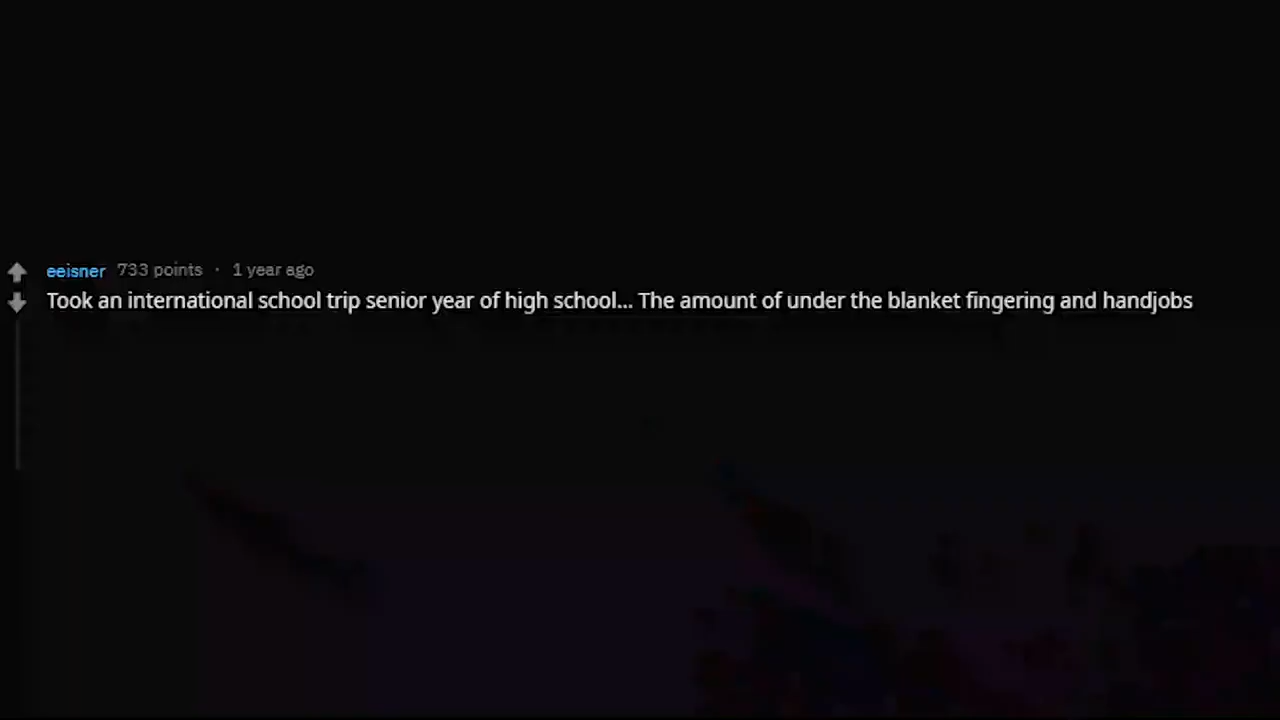 eeisner 733 points · 1 year ago
Took an international school trip senior year of high school... The amount of under the blanket fingering and handjobs